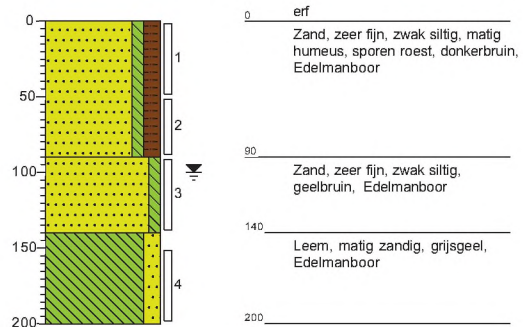 0
50
100
150
200
1
2
3
4
0
erf
Zand, zeer fijn, zwak siltig, matig
humeus, sporen roest, donkerbruin,
Edelmanboor
90
Zand, zeer fijn, zwak siltig,
geelbruin, Edelmanboor
140
Leem, matig zandig, grijsgeel,
Edelmanboor
200